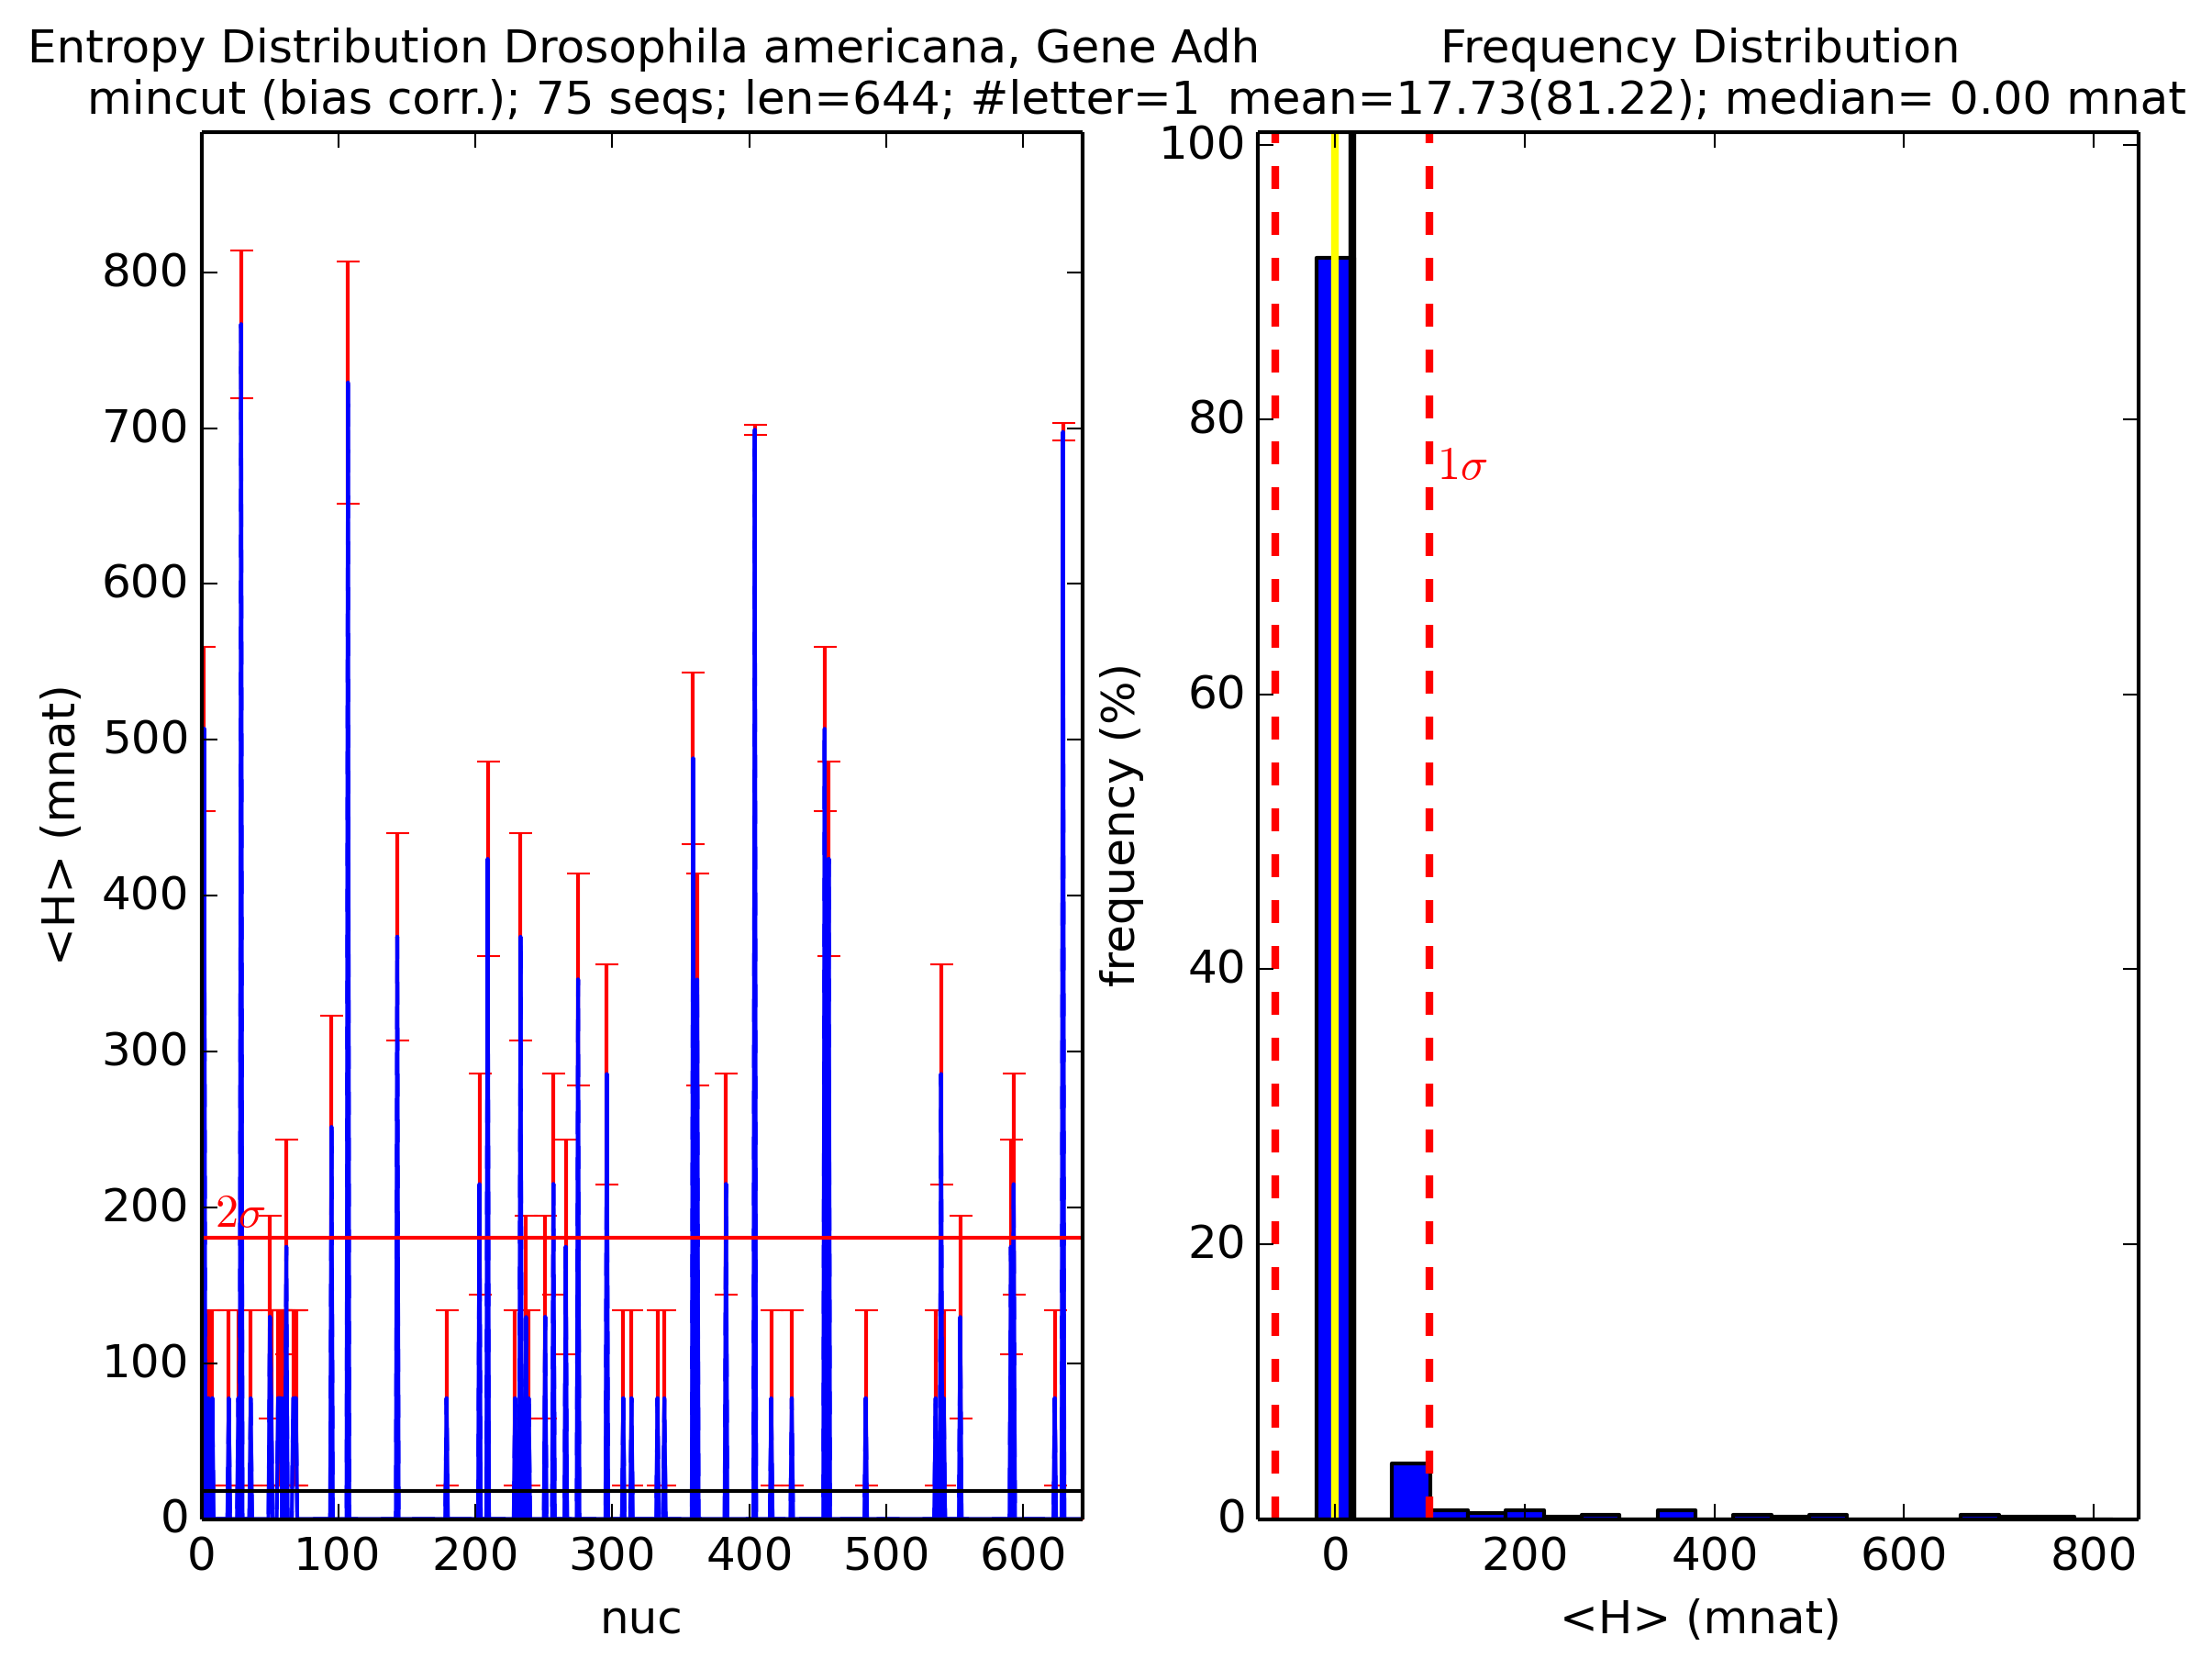 Entropy Distribution Drosophila americana, Gene Adh
mincut (bias corr.); 75 seqs; len=644; #letter=1
<H> (mnat)
800
700
600
500
400
300
200
100
0
2σ
0 100 200 300 400 500 600
nuc
Frequency Distribution
mean=17.73(81.22); median= 0.00 mnat
frequency (%)
100
80
60
40
20
0
1σ
0 200 400 600 800
<H> (mnat)